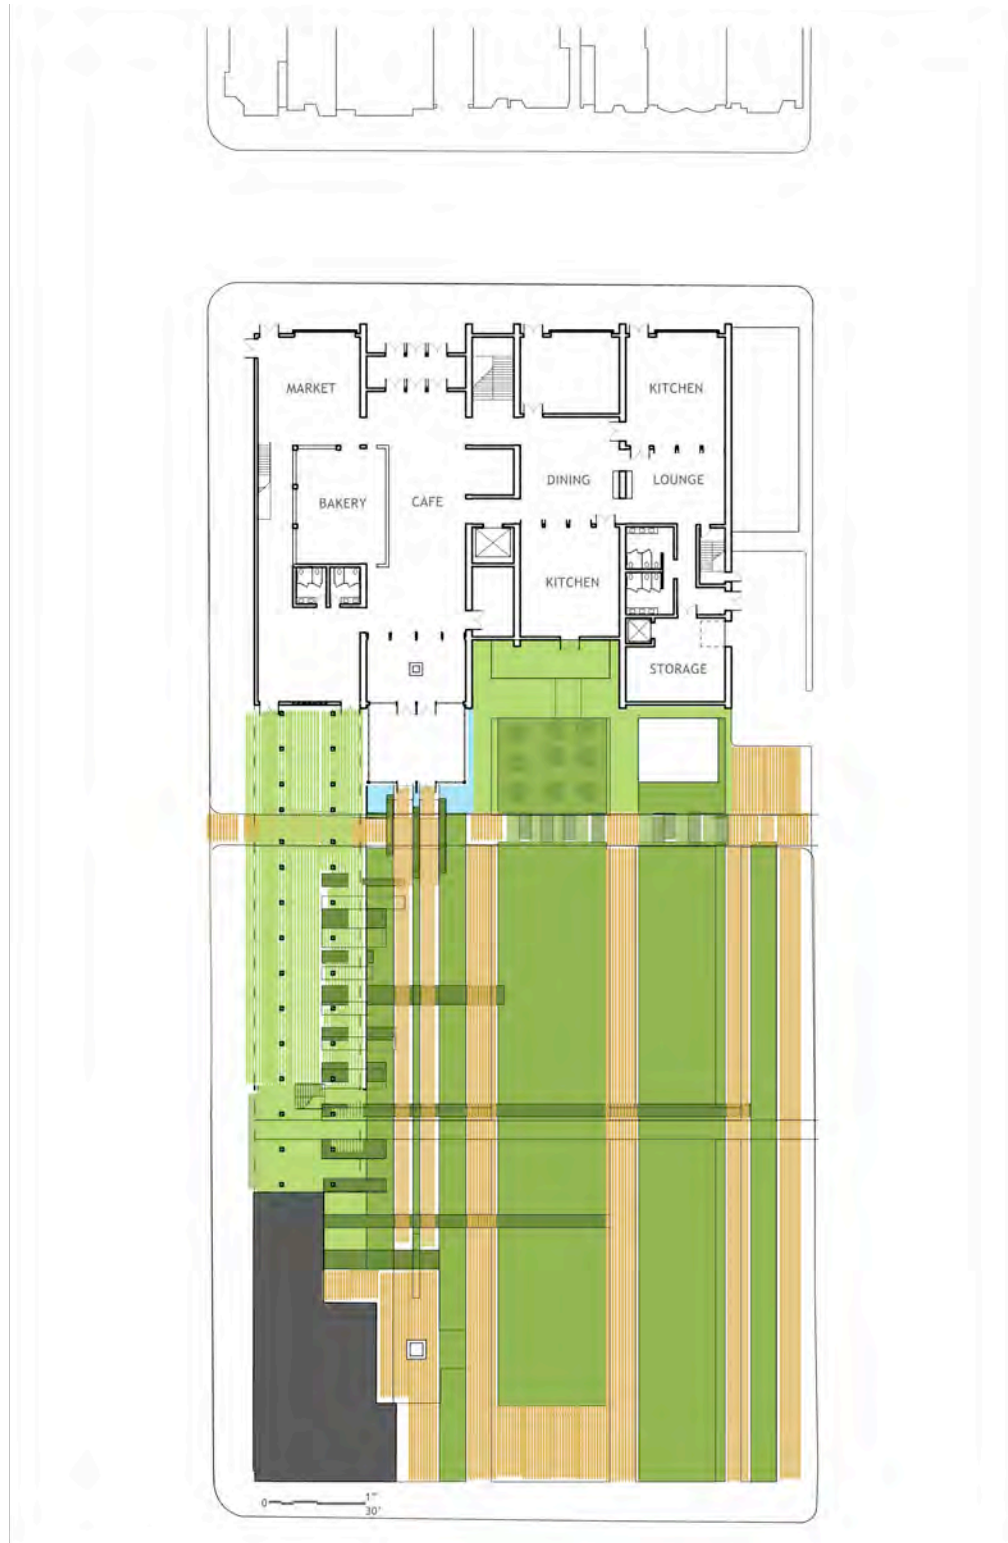 MARKET
KITCHEN
BAKERY
CAFE
DINING
LOUNGE
KITCHEN
STORAGE
0
1"
30'